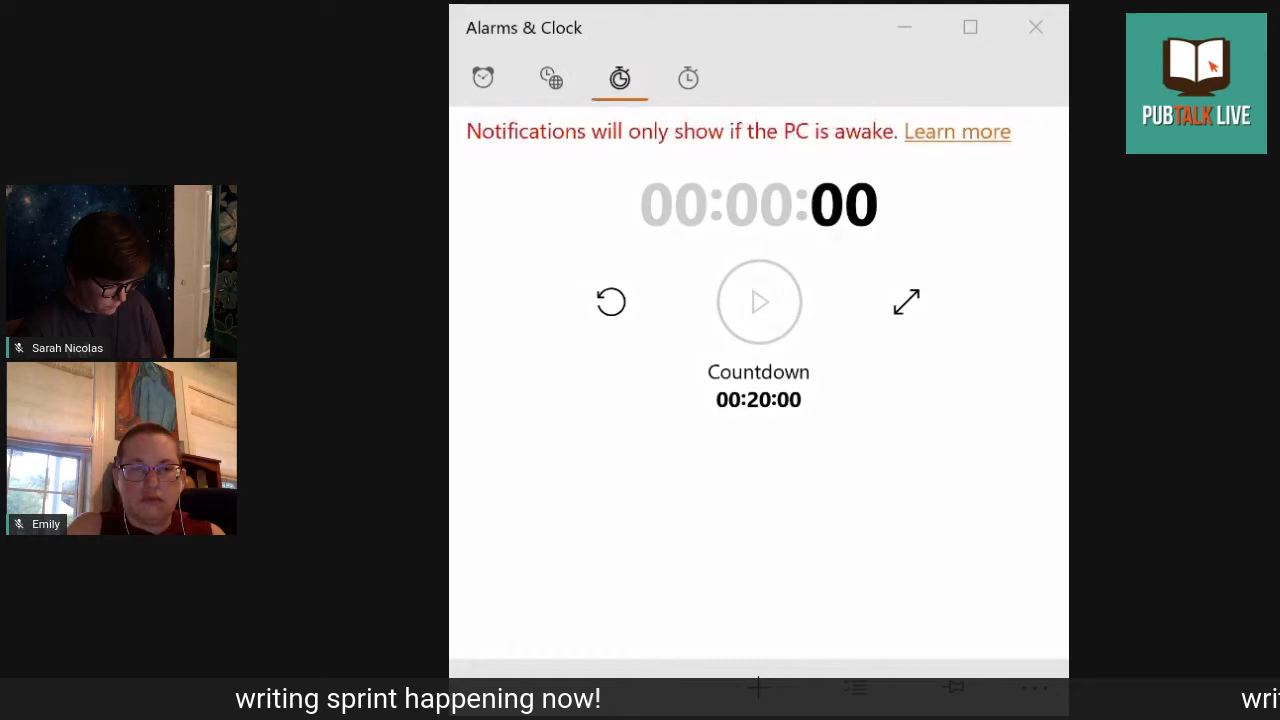 Alarms & Clock
PUBTALK LIVE
Notifications will only show if the PC is awake. Learn more
00:00:00
Countdown
00:20:00
Sarah Nicolas
Emily
writing sprint happening now!
writ